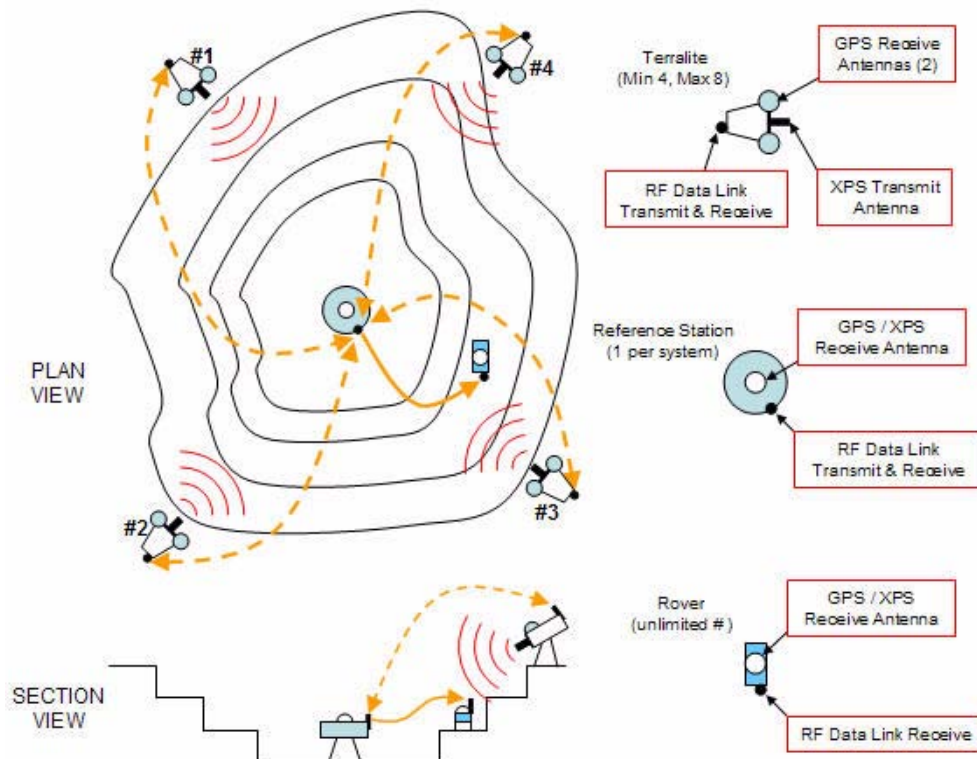 #1
#4
Terralite
(Min 4, Max 8)
GPS Receive
Antennas (2)
RF Data Link
Transmit & Receive
XPS Transmit
Antenna
PLAN
VIEW
Reference Station
(1 per system)
GPS / XPS
Receive Antenna
RF Data Link
Transmit & Receive
#2
#3
SECTION
VIEW
Rover
(unlimited #)
GPS / XPS
Receive Antenna
RF Data Link Receive